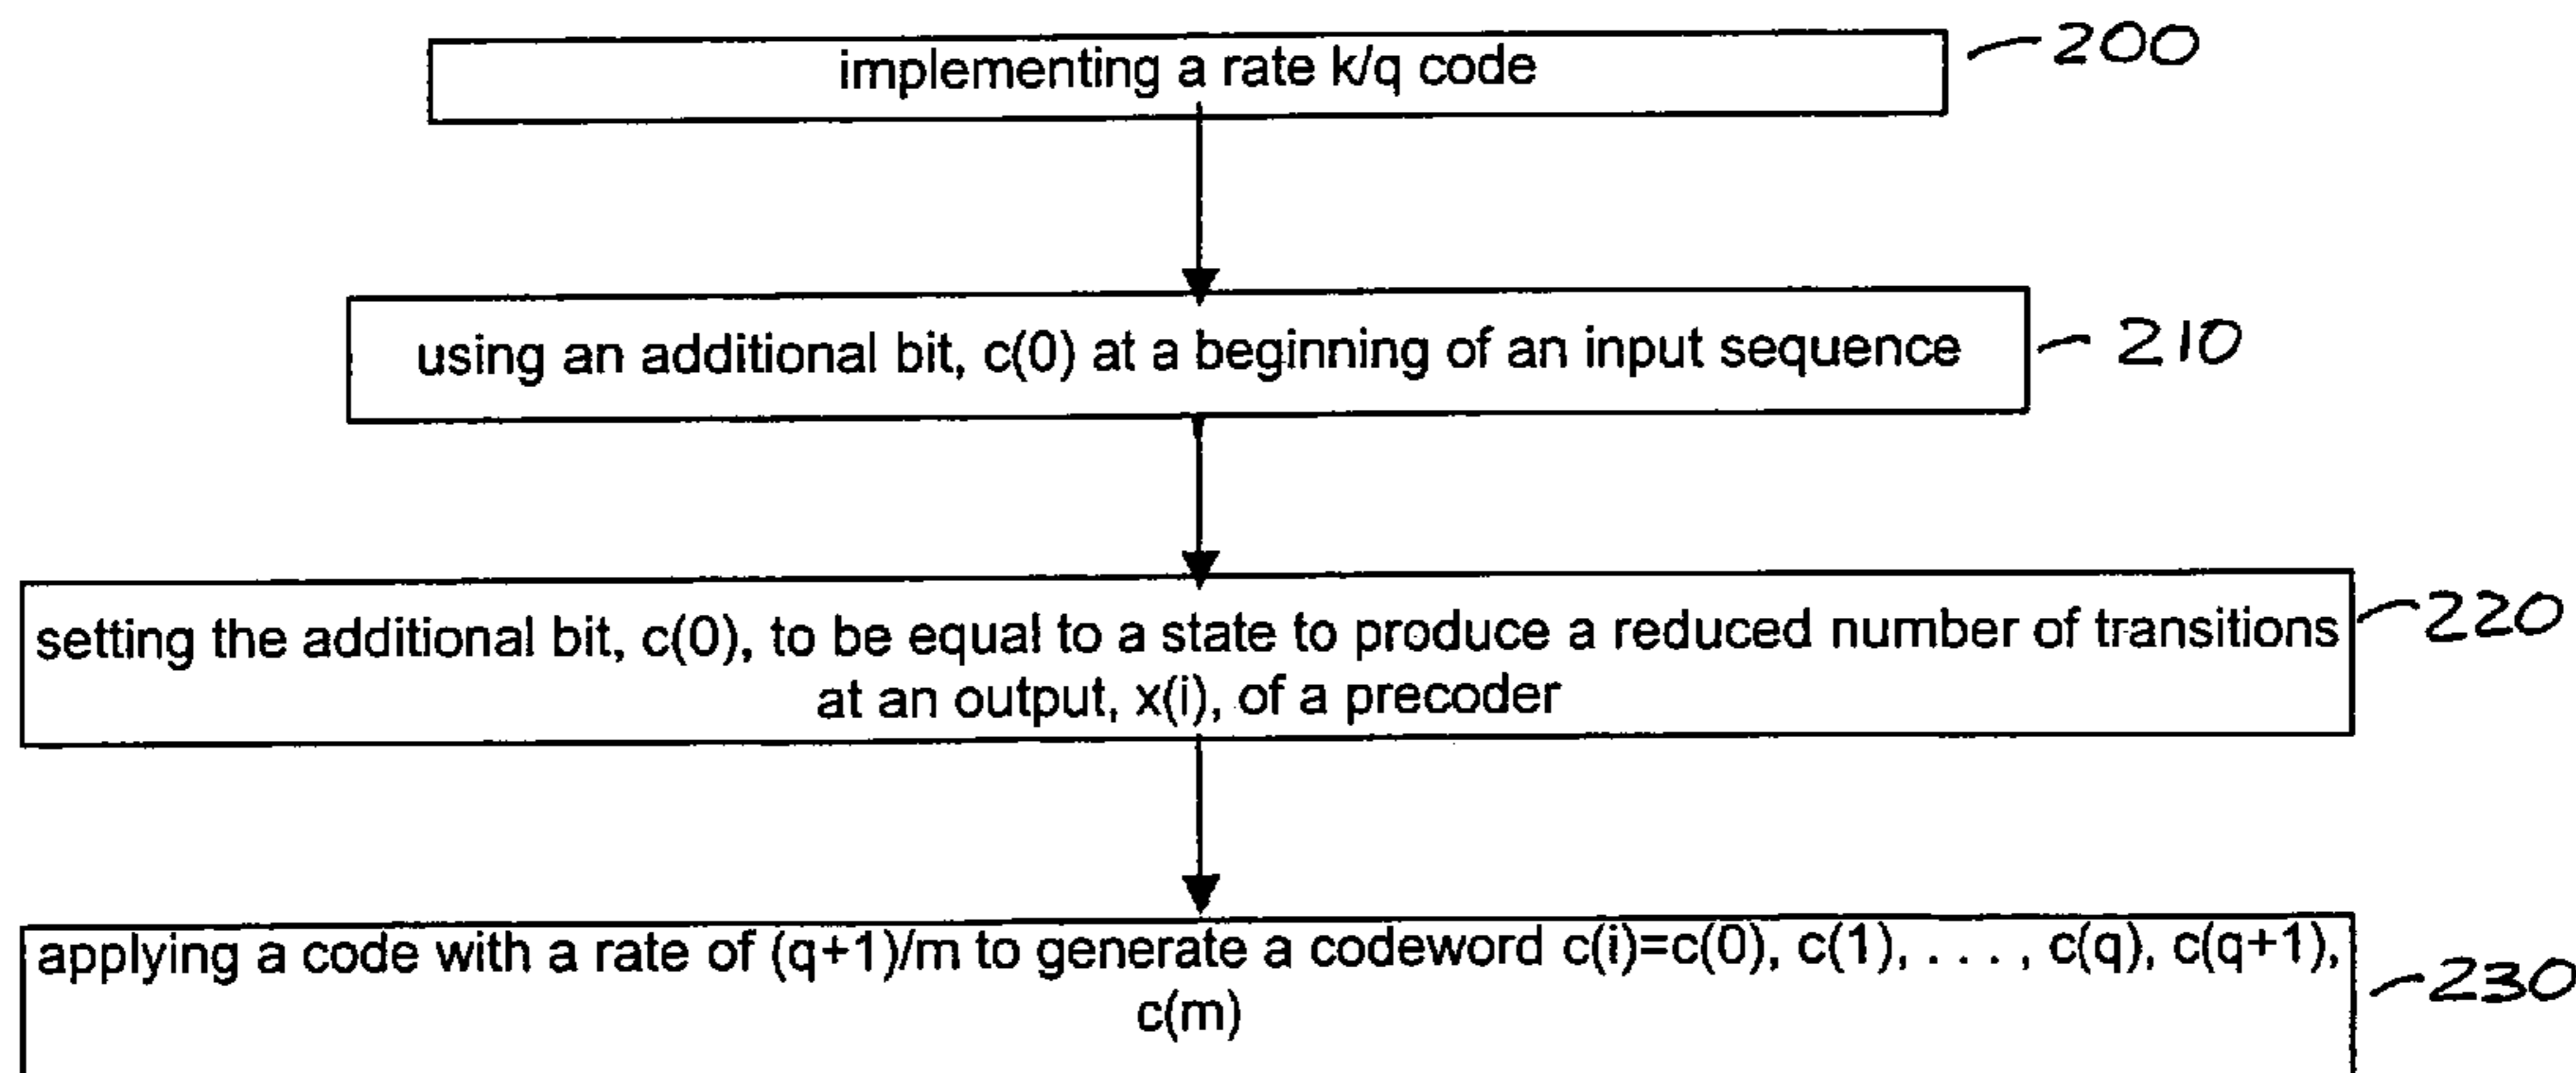 implementing a rate k/q code
200
using an additional bit, c(0) at a beginning of an input sequence
210
setting the additional bit, c(0), to be equal to a state to produce a reduced number of transitions
at an output, x(i), of a precoder
220
applying a code with a rate of (q+1)/m to generate a codeword c(i)=c(0), c(1), . . . , c(q), c(q+1),
c(m)
230